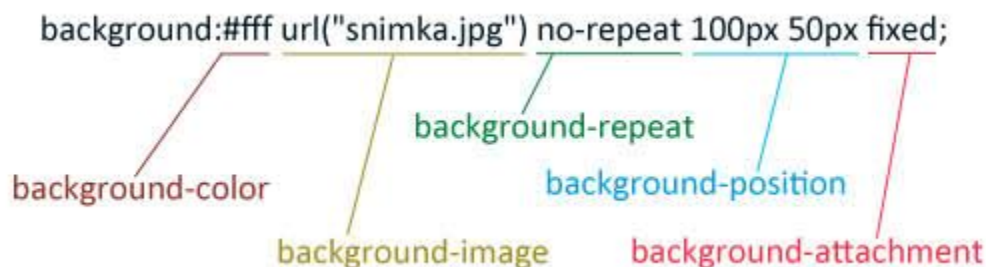 background:#fff url("snimka.jpg") no-repeat 100px 50px fixed;
background-repeat
background-color
background-position
background-image
background-attachment